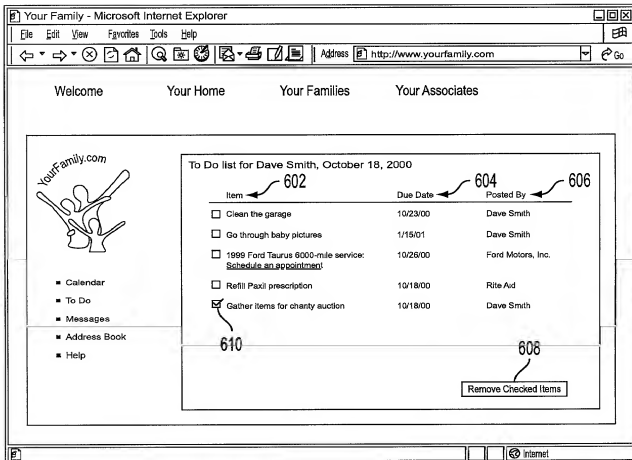 Your Family - Microsoft Internet Explorer
File Edit View Favorites Tools Help
Address http://www.yourfamily.com Go
Welcome Your Home Your Families Your Associates
YourFamily.com
To Do list for Dave Smith, October 18, 2000
602 604 606
Item Due Date Posted By
Clean the garage 10/23/00 Dave Smith
Go through baby pictures 1/15/01 Dave Smith
1999 Ford Taurus 6000-mile service: 10/26/00 Ford Motors, Inc.
Schedule an appointment
Refill Paxil prescription 10/18/00 Rite Aid
Gather items for charity auction 10/18/00 Dave Smith
610
Calendar
To Do
Messages
Address Book
Help
608
Remove Checked Items
Internet